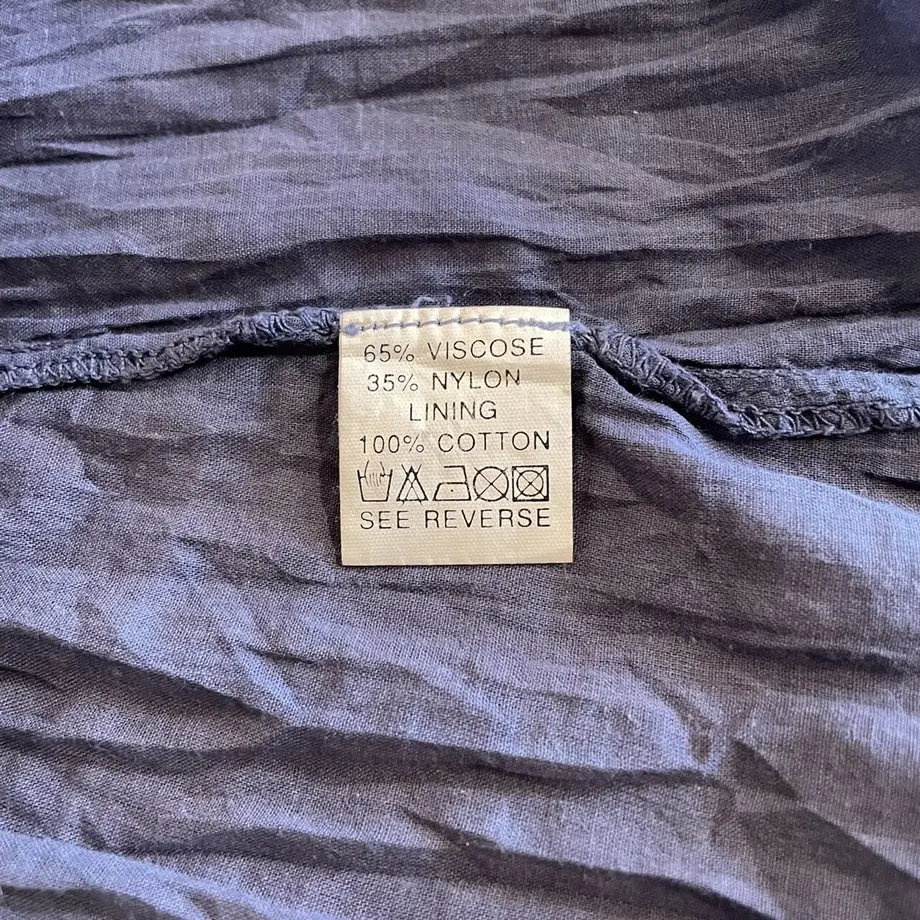 65% VISCOSE
35% NYLON
LINING
100% COTTON
SEE REVERSE